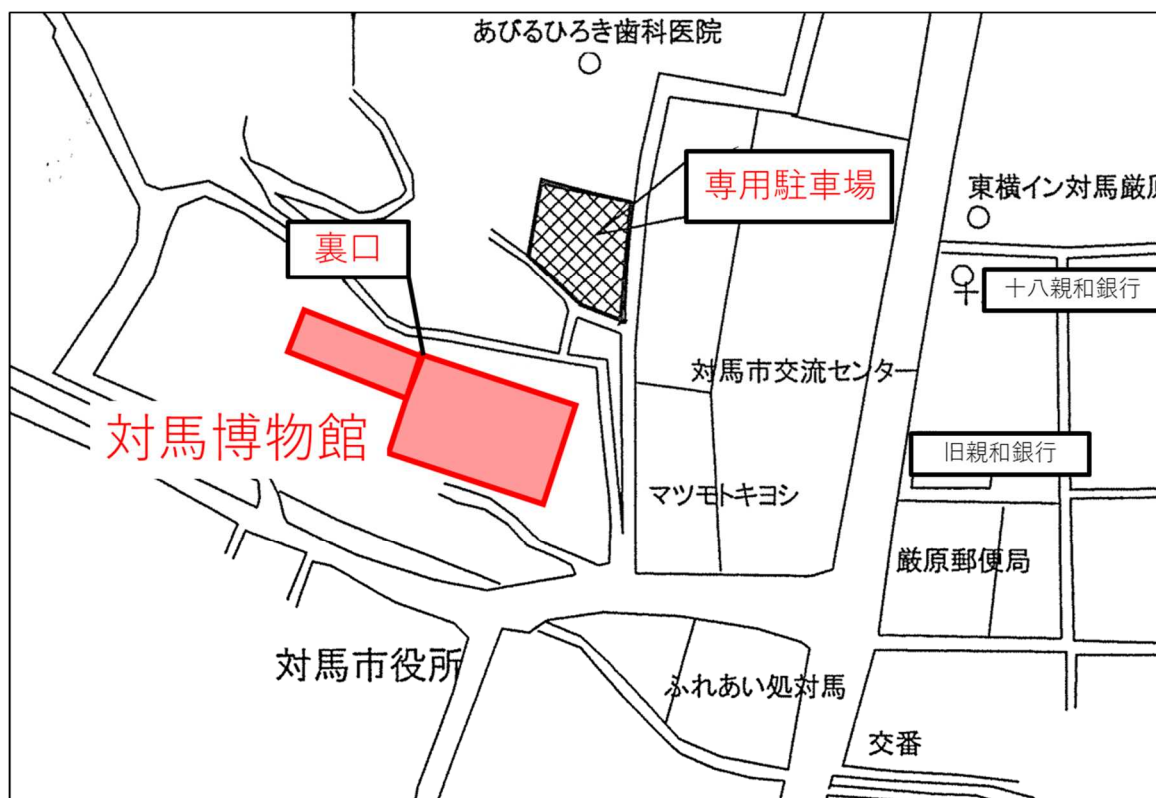 あびるひろき歯科医院
専用駐車場
東横イン対馬厳原
裏口
十八親和銀行
対馬市交流センター
対馬博物館
旧親和銀行
マツモトキヨシ
厳原郵便局
対馬市役所
ふれあい処対馬
交番